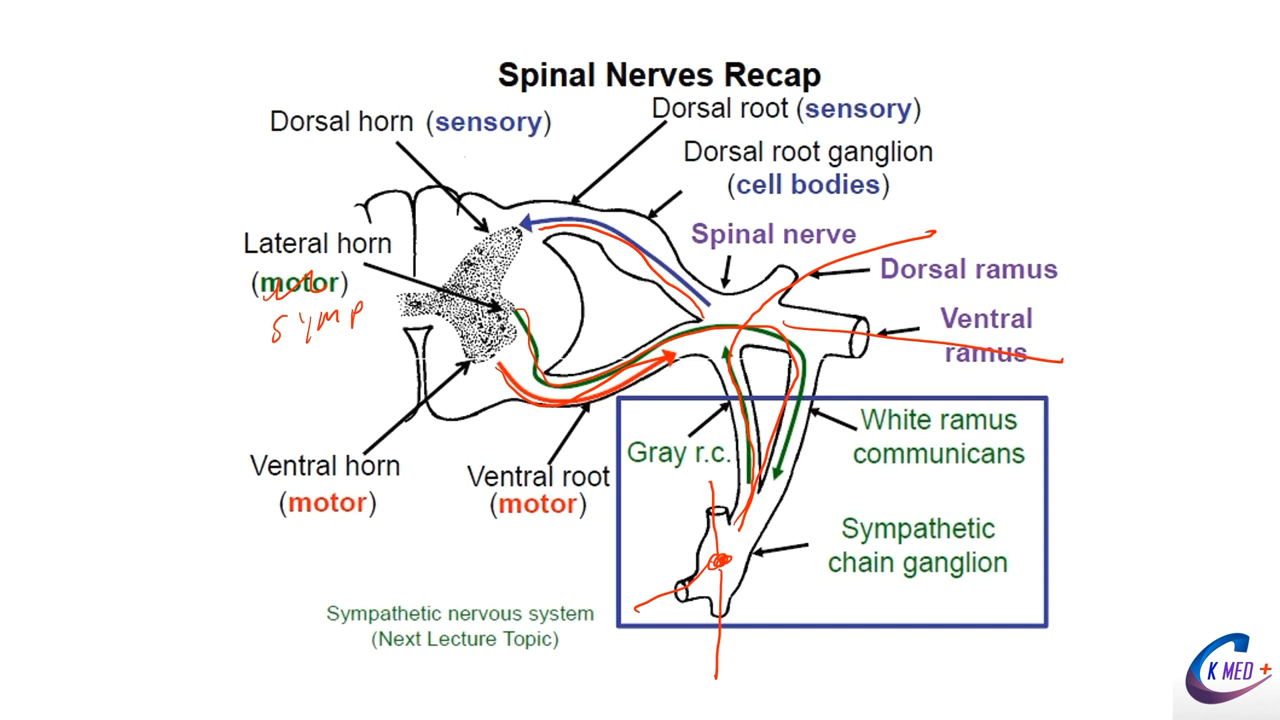 Spinal Nerves Recap
Dorsal horn (sensory)
Dorsal root (sensory)
Dorsal root ganglion
(cell bodies)
Spinal nerve
Lateral horn
(motor)
symp
Dorsal ramus
Ventral
ramus
Ventral horn
(motor)
Ventral root
(motor)
Gray r.c.
White ramus
communicans
Sympathetic
chain ganglion
Sympathetic nervous system
(Next Lecture Topic)
K MED +